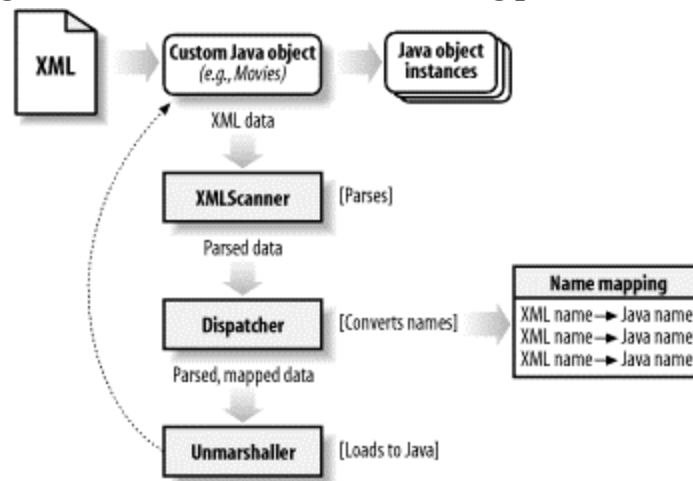 XML
Custom Java object
(e.g., Movies)
Java object
instances
XML data
XMLScanner
[Parses]
Parsed data
Dispatcher
[Converts names]
Name mapping
XML name → Java name
XML name → Java name
XML name → Java name
Parsed, mapped data
Unmarshaller
[Loads to Java]